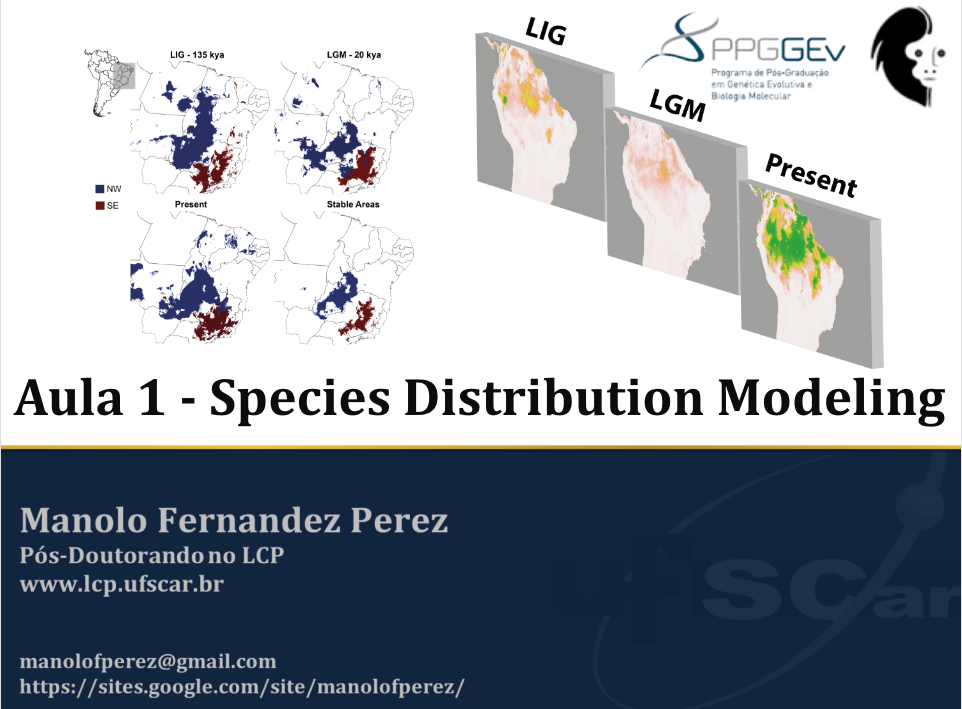 LIG - 135 kya
LGM - 20 kya
NW
SE
Present
Stable Areas
LIG
LGM
Present
PPGGEv
Programa de Pós-Graduação
em Genética Evolutiva e
Biologia Molecular
Aula 1 - Species Distribution Modeling
Manolo Fernandez Perez
Pós-Doutorando no LCP
www.lcp.ufscar.br
manolofperez@gmail.com
https://sites.google.com/site/manolofperez/
ufSCar